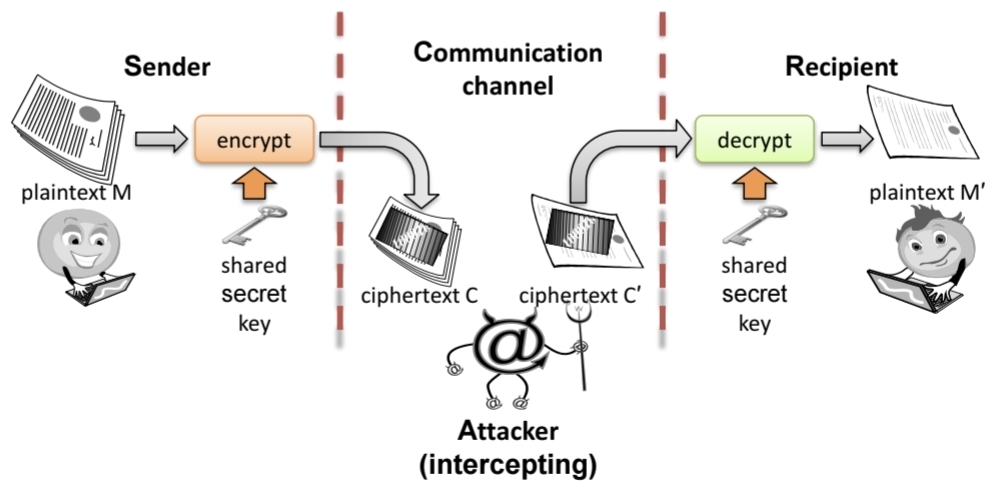 Sender
Communication
channel
Recipient
encrypt
decrypt
plaintext M
plaintext M′
shared
secret
key
ciphertext C
ciphertext C′
shared
secret
key
@
Attacker
(intercepting)